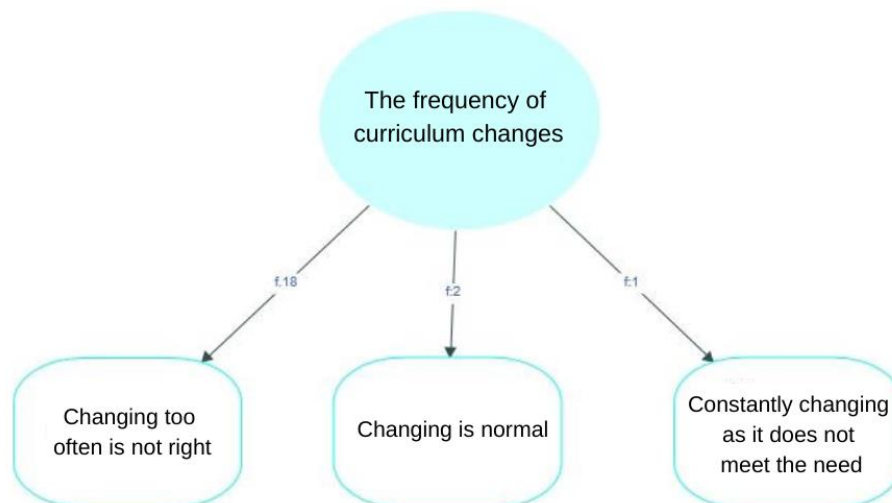 The frequency of
curriculum changes
f:18
f:2
f:1
Changing too
often is not right
Changing is normal
Constantly changing
as it does not
meet the need